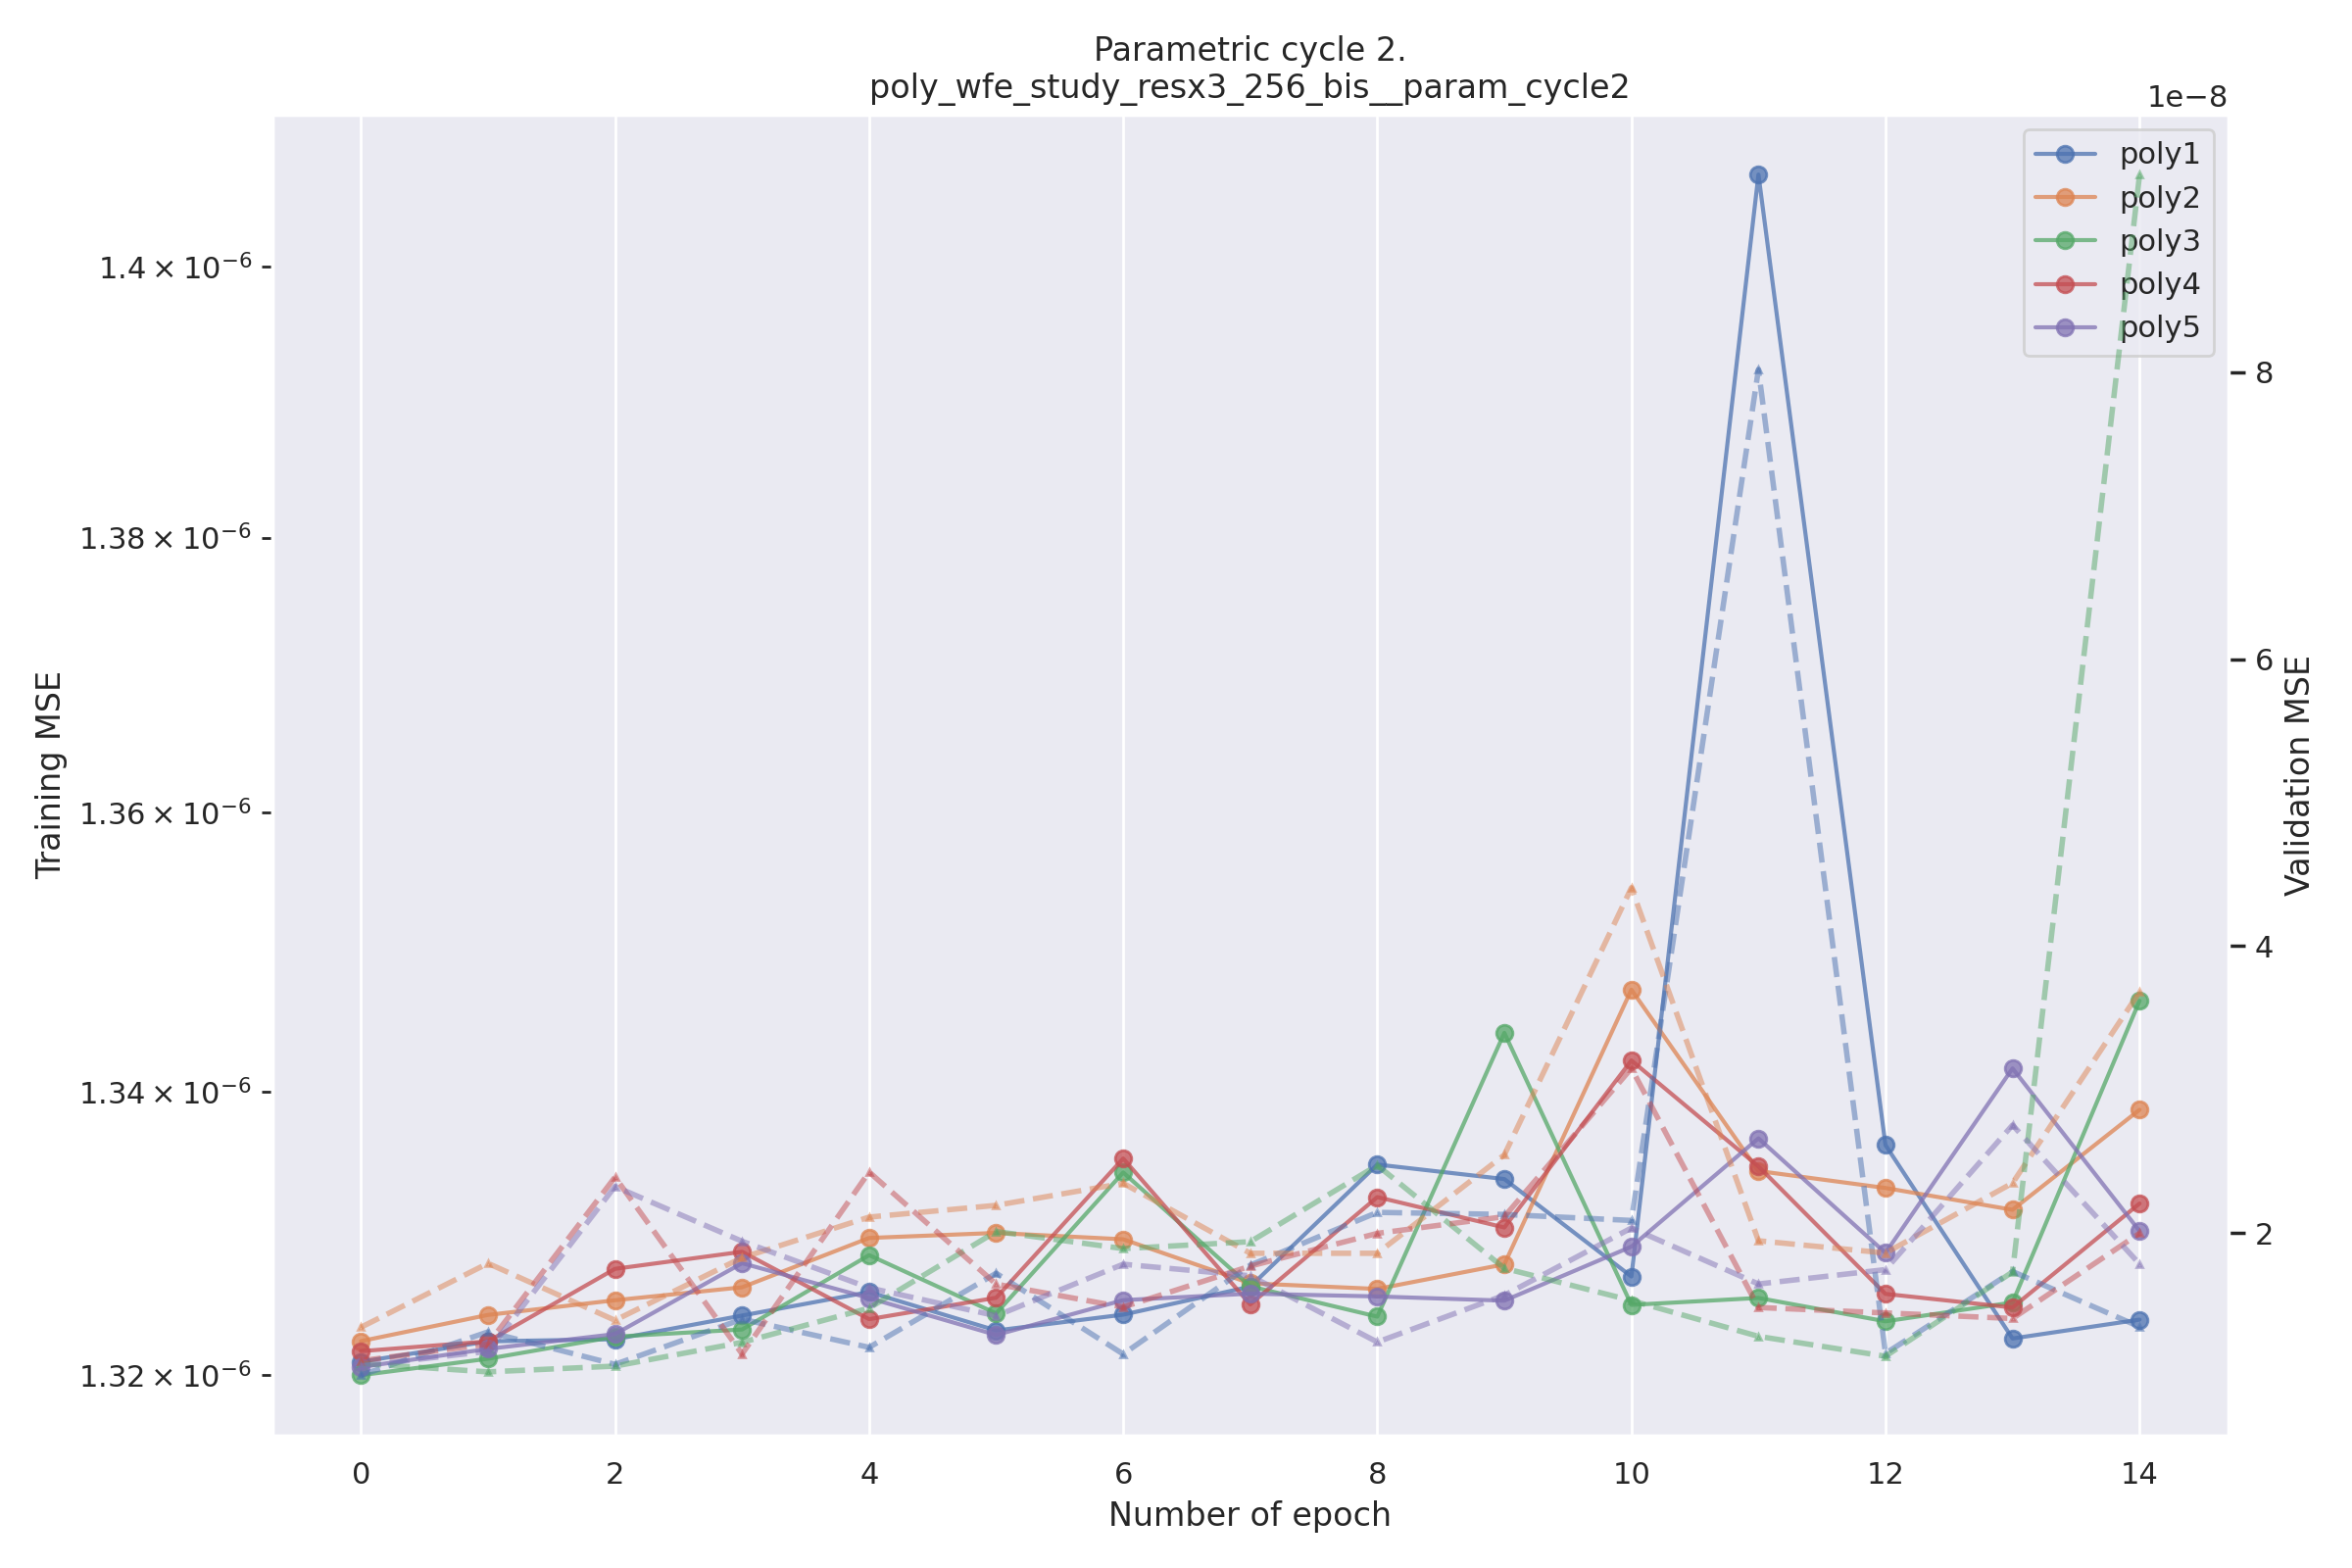 Parametric cycle 2.
poly_wfe_study_resx3_256_bis__param_cycle2
1e−8
poly1
poly2
poly3
poly4
poly5
1.4 × 10⁻⁶
1.38 × 10⁻⁶
1.36 × 10⁻⁶
1.34 × 10⁻⁶
1.32 × 10⁻⁶
Training MSE
8
6
4
2
Validation MSE
0 2 4 6 8 10 12 14
Number of epoch